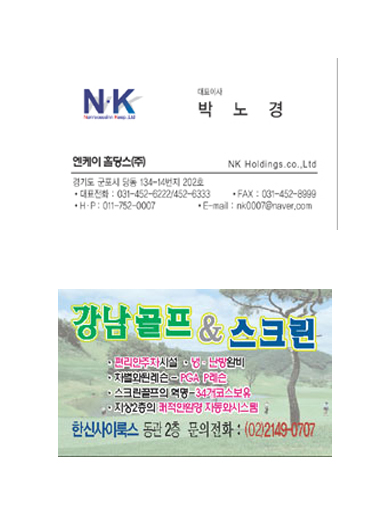 N·K
대표이사
박 노 경
엔케이 홀딩스(주)
NK Holdings.co.,Ltd
경기도 군포시 당동 134-14번지 202호
• 대표전화 : 031-452-6222/452-6333 • FAX : 031-452-8999
• H·P : 011-752-0007 • E-mail : nk0007@naver.com
강남골프 & 스크린
• 편리한주차시설 • 냉·난방완비
• 차별화된레슨 - PGA P레슨
• 스크린골프의 혁명-34개코스보유
• 지상2층의 쾌적한환경 자동화시스템
한신사이룩스 동관 2층 문의전화 : (02)2149-0707